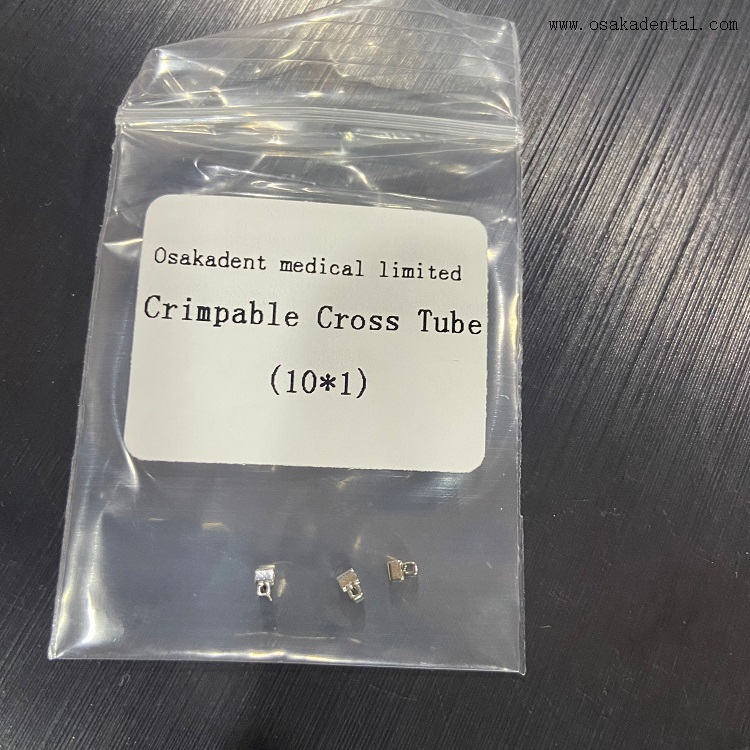 www.osakadental.com
Osakadent medical limited
Crimpable Cross Tube
(10*1)